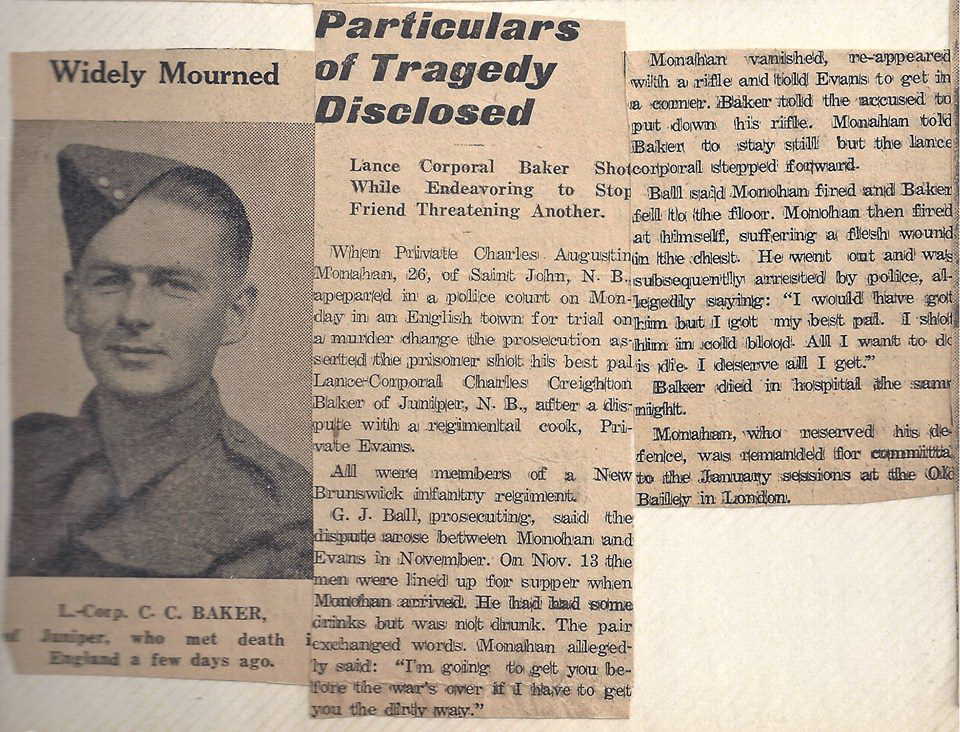 Widely Mourned
L.-Corp. C. C. BAKER,
of Juniper, who met death i
England a few days ago.
Particulars
of Tragedy
Disclosed
Lance Corporal Baker Shot
While Endeavoring to Stop
Friend Threatening Another.
When Private Charles Augustin
Monahan, 26, of Saint John, N. B.,
apepared in a police court on Mon-
day in an English town for trial on
a murder charge the prosecution as-
serted the prisoner shot his best pal
Lance-Corporal Charles Creighton
Baker of Juniper, N. B., after a dis-
pute with a regimental cook, Pri-
vate Evans.
All were members of a New
Brunswick infantry regiment.
G. J. Ball, prosecuting, said the
dispute arose between Monohan and
Evans in November. On Nov. 13 the
men were lined up for supper when
Monohan arrived. He had had some
drinks but was not drunk. The pair
exchanged words. Monahan alleged-
ly said: "I'm going to get you be-
fore the war's over if I have to get
you the dirty way."
Monahan vanished, re-appeared
with a rifle and told Evans to get in
a corner. Baker told the accused to
put down his rifle. Monahan told
Baker to stay still but the lance
corporal stepped forward.
Ball said Monohan fired and Baker
fell to the floor. Monohan then fired
at himself, suffering a flesh wound
in the chest. He went out and was
subsequently arrested by police, al-
legedly saying: "I would have got
him but I got my best pal. I shot
him in cold blood. All I want to do
is die. I deserve all I get."
Baker died in hospital the same
night.
Monahan, who reserved his de-
fence, was remanded for committa
to the January sessions at the Old
Bailey in London.